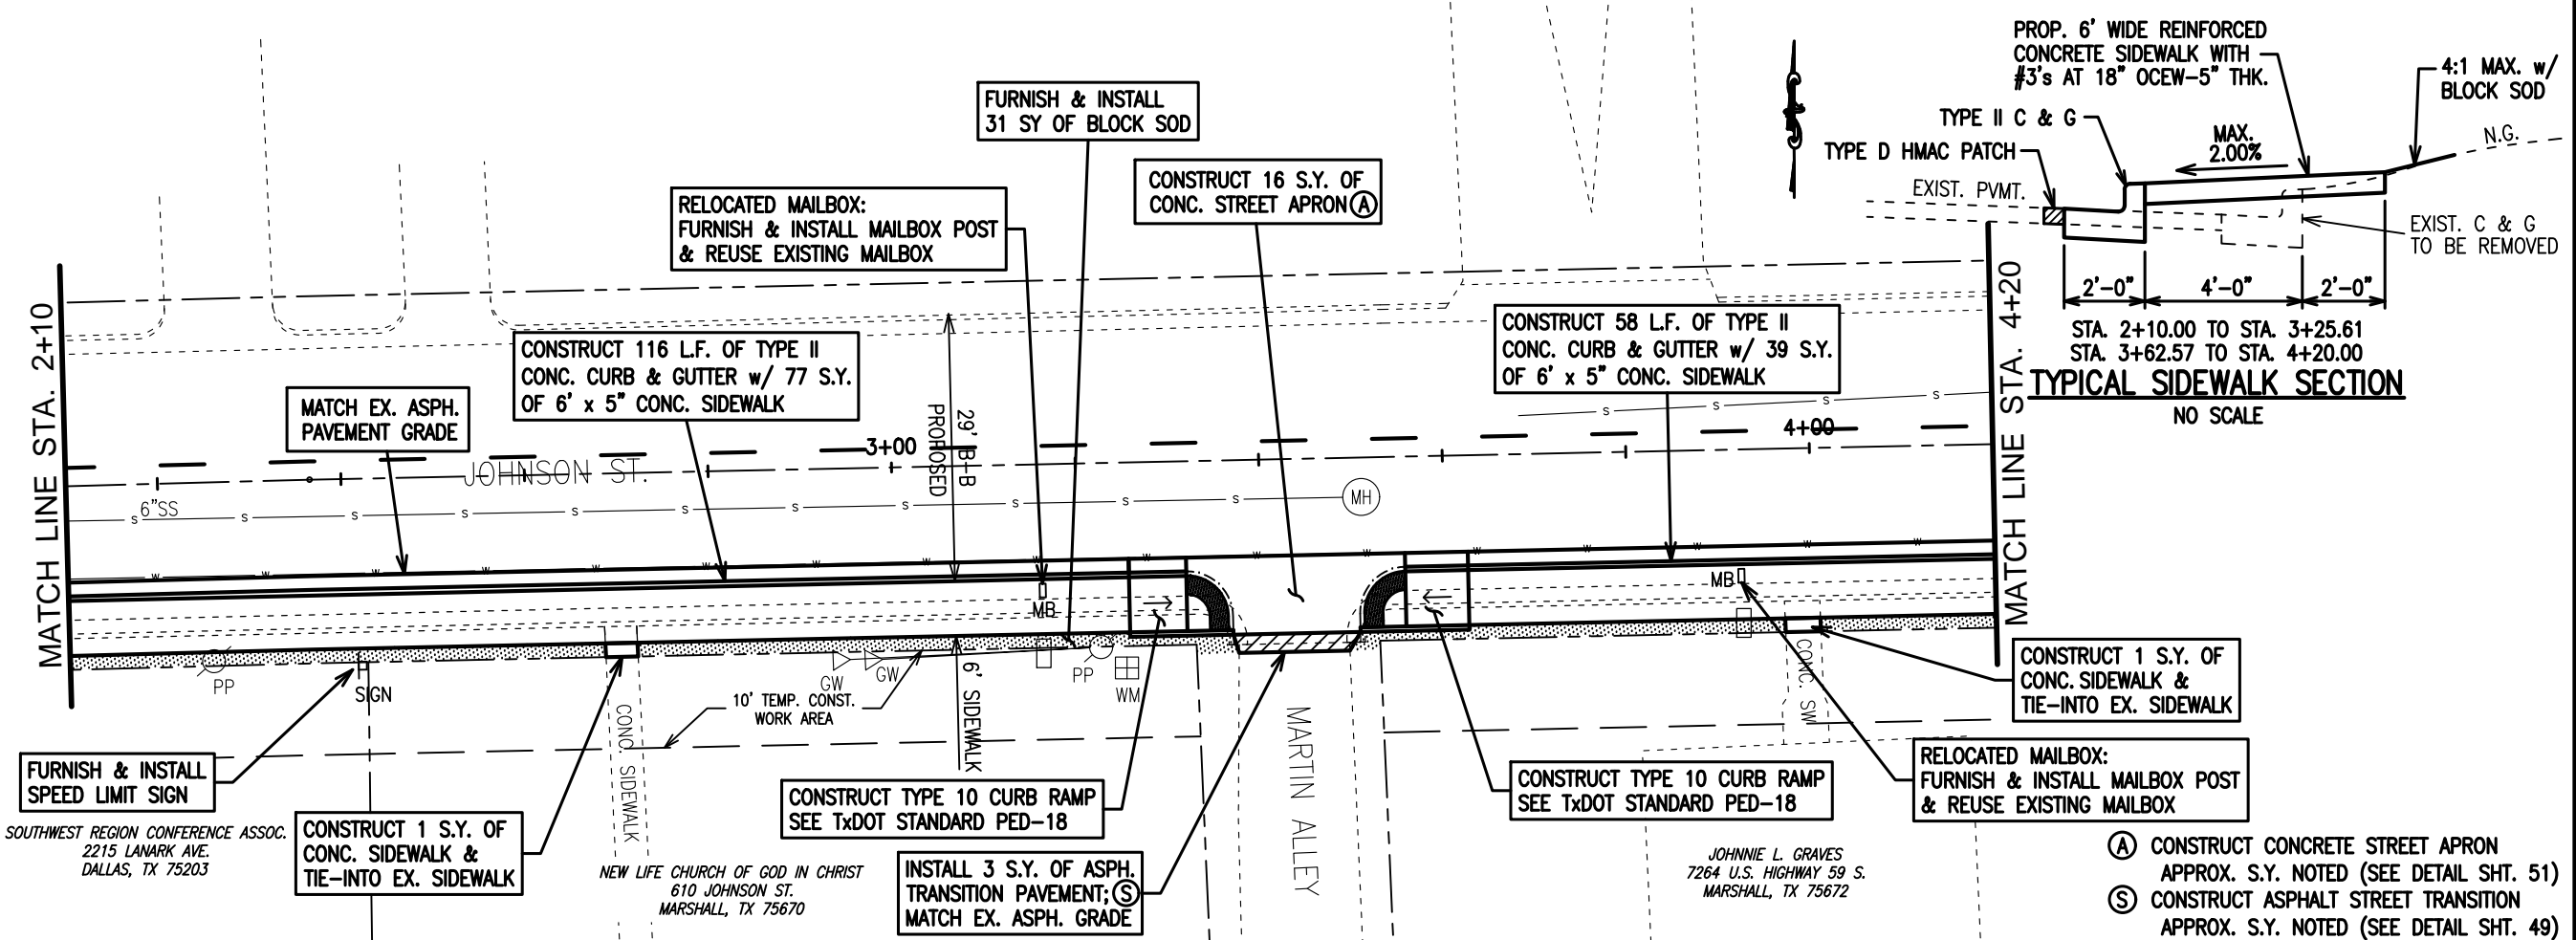 FURNISH & INSTALL
31 SY OF BLOCK SOD
CONSTRUCT 16 S.Y. OF
CONC. STREET APRON Ⓐ
RELOCATED MAILBOX:
FURNISH & INSTALL MAILBOX POST
& REUSE EXISTING MAILBOX
PROP. 6' WIDE REINFORCED
CONCRETE SIDEWALK WITH
#3's AT 18" OCEW-5" THK.
4:1 MAX. w/
BLOCK SOD
TYPE II C & G
TYPE D HMAC PATCH
MAX.
2.00%
N.G.
EXIST. PVMT.
EXIST. C & G
TO BE REMOVED
2'-0"
4'-0"
2'-0"
STA. 2+10.00 TO STA. 3+25.61
STA. 3+62.57 TO STA. 4+20.00
TYPICAL SIDEWALK SECTION
NO SCALE
MATCH LINE STA. 2+10
MATCH EX. ASPH.
PAVEMENT GRADE
CONSTRUCT 116 L.F. OF TYPE II
CONC. CURB & GUTTER w/ 77 S.Y.
OF 6' x 5" CONC. SIDEWALK
29' B-B
PROPOSED
CONSTRUCT 58 L.F. OF TYPE II
CONC. CURB & GUTTER w/ 39 S.Y.
OF 6' x 5" CONC. SIDEWALK
MATCH LINE STA. 4+20
3+00
4+00
JOHNSON ST.
6"SS
S S S S S S S S S S S
S S S S
MH
W W W W W W W W W W W W W W W W W
MB
MB
PP
SIGN
GW
GW
PP
WM
10' TEMP. CONST.
WORK AREA
6' SIDEWALK
CONC. SIDEWALK
MARTIN ALLEY
CONC. SW
FURNISH & INSTALL
SPEED LIMIT SIGN
SOUTHWEST REGION CONFERENCE ASSOC.
2215 LANARK AVE.
DALLAS, TX 75203
CONSTRUCT 1 S.Y. OF
CONC. SIDEWALK &
TIE-INTO EX. SIDEWALK
NEW LIFE CHURCH OF GOD IN CHRIST
610 JOHNSON ST.
MARSHALL, TX 75670
CONSTRUCT TYPE 10 CURB RAMP
SEE TxDOT STANDARD PED-18
INSTALL 3 S.Y. OF ASPH.
TRANSITION PAVEMENT; Ⓢ
MATCH EX. ASPH. GRADE
CONSTRUCT TYPE 10 CURB RAMP
SEE TxDOT STANDARD PED-18
JOHNNIE L. GRAVES
7264 U.S. HIGHWAY 59 S.
MARSHALL, TX 75672
CONSTRUCT 1 S.Y. OF
CONC. SIDEWALK &
TIE-INTO EX. SIDEWALK
RELOCATED MAILBOX:
FURNISH & INSTALL MAILBOX POST
& REUSE EXISTING MAILBOX
Ⓐ CONSTRUCT CONCRETE STREET APRON
APPROX. S.Y. NOTED (SEE DETAIL SHT. 51)
Ⓢ CONSTRUCT ASPHALT STREET TRANSITION
APPROX. S.Y. NOTED (SEE DETAIL SHT. 49)